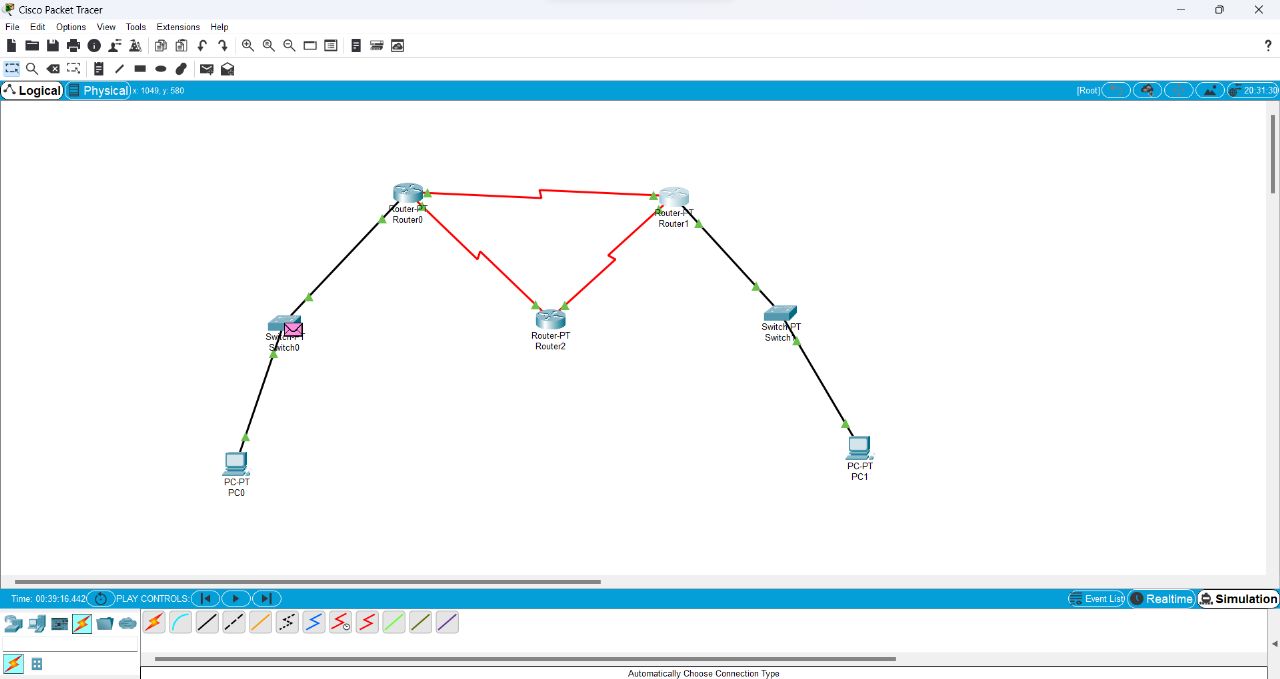 Cisco Packet Tracer
File Edit Options View Tools Extensions Help
?
Logical Physical x: 1049, y: 580 [Root] 20:31:30
Router-PT
Router0
Router-PT
Router1
Switch-PT
Switch0
Router-PT
Router2
Switch-PT
Switch
PC-PT
PC0
PC-PT
PC1
Time: 00:39:16.442 PLAY CONTROLS: Event List Realtime Simulation
Automatically Choose Connection Type